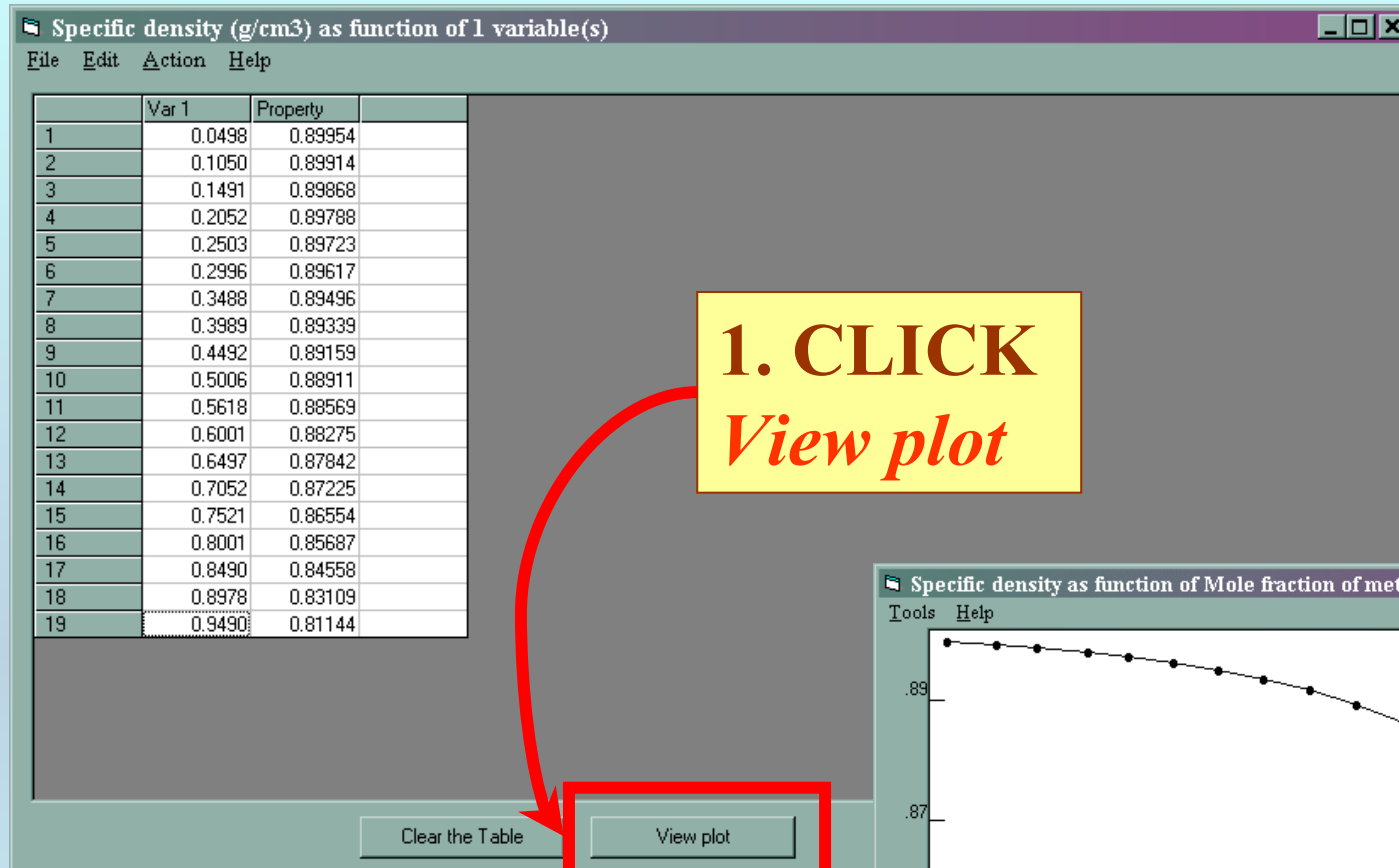 Specific density (g/cm3) as function of 1 variable(s)
File Edit Action Help
Var 1 Property
1 0.0498 0.89954
2 0.1050 0.89914
3 0.1491 0.89868
4 0.2052 0.89788
5 0.2503 0.89723
6 0.2996 0.89617
7 0.3488 0.89496
8 0.3989 0.89339
9 0.4492 0.89159
10 0.5006 0.88911
11 0.5618 0.88569
12 0.6001 0.88275
13 0.6497 0.87842
14 0.7052 0.87225
15 0.7521 0.86554
16 0.8001 0.85687
17 0.8490 0.84558
18 0.8978 0.83109
19 0.9490 0.81144
1. CLICK
View plot
Specific density as function of Mole fraction of met
Tools Help
.89
.87
Clear the Table
View plot